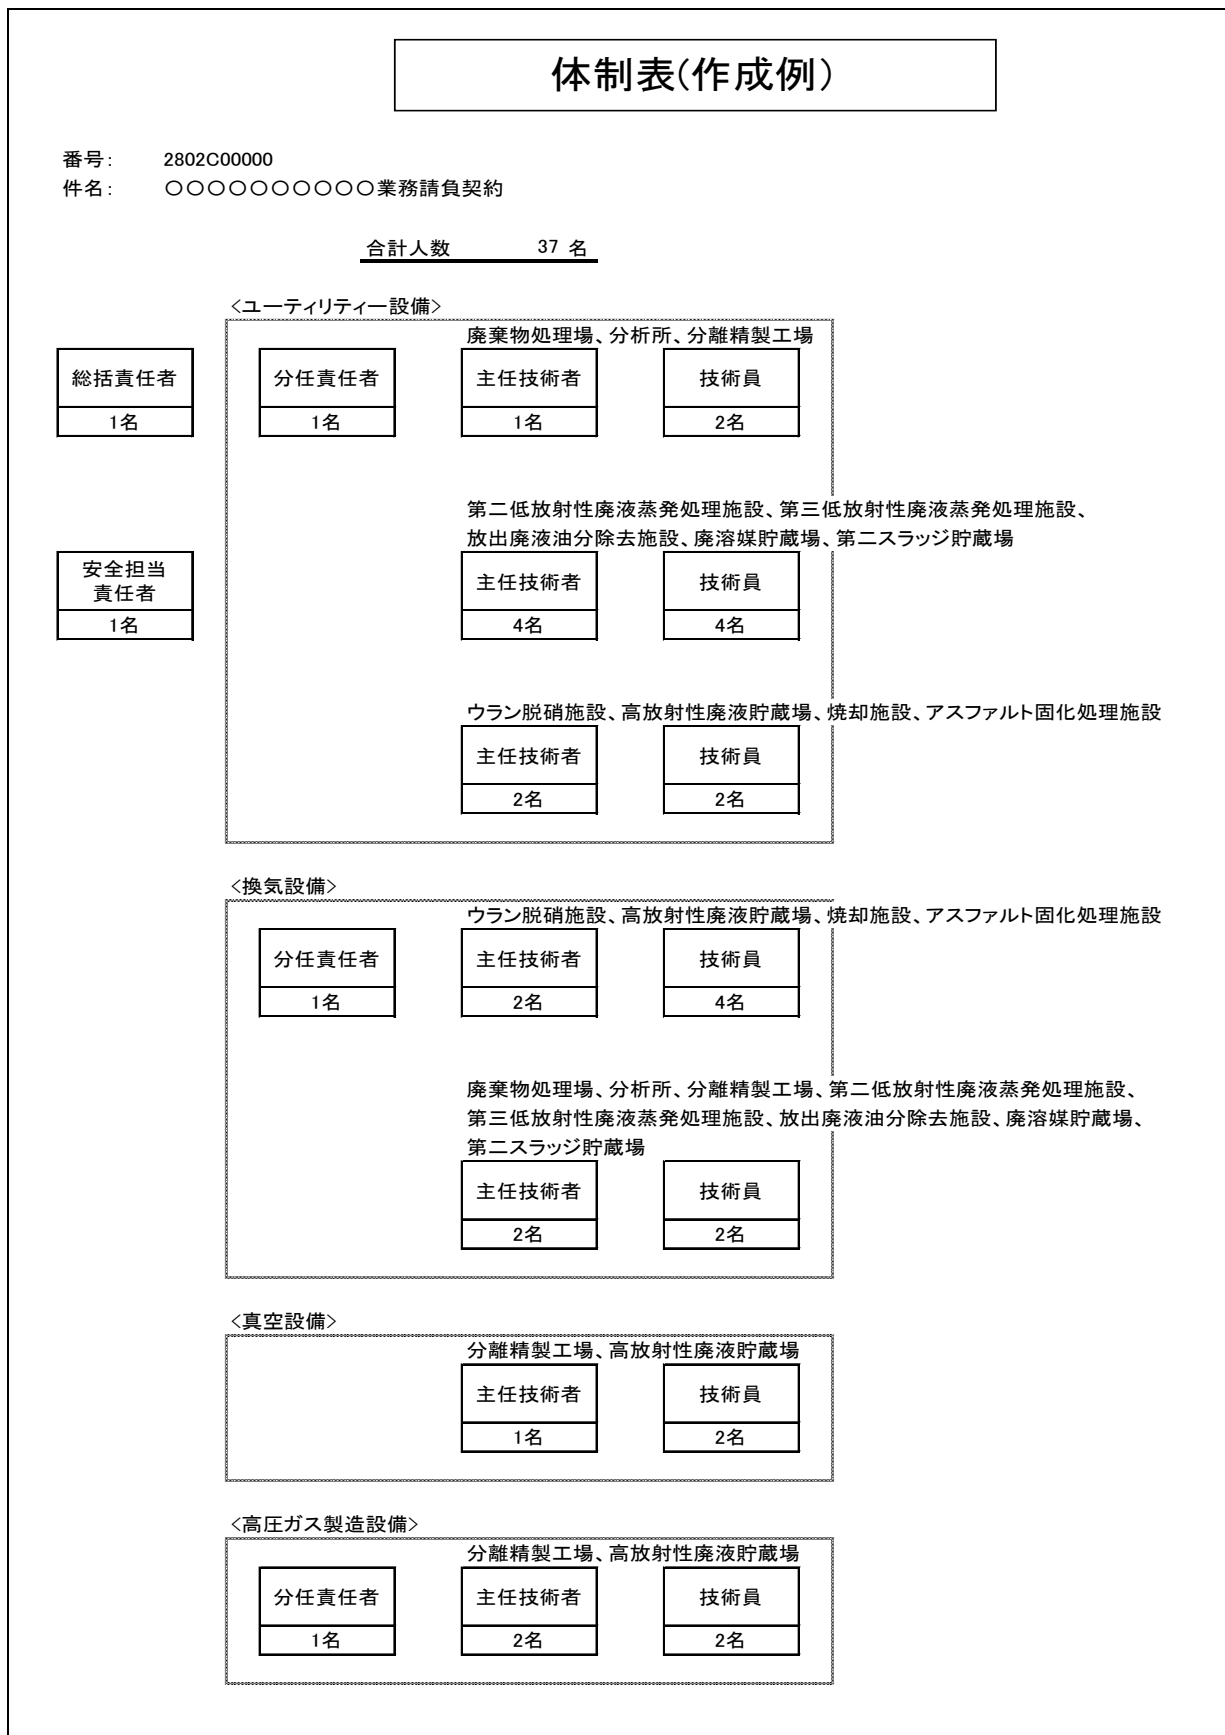 体制表(作成例)
番号: 2802C00000
件名: 〇〇〇〇〇〇〇〇〇〇業務請負契約
合計人数 37 名
<ユーティリティー設備>
廃棄物処理場、分析所、分離精製工場
総括責任者 分任責任者 主任技術者 技術員
1名 1名 1名 2名
第二低放射性廃液蒸発処理施設、第三低放射性廃液蒸発処理施設、
放出廃液油分除去施設、廃溶媒貯蔵場、第二スラッジ貯蔵場
安全担当
責任者 主任技術者 技術員
1名 4名 4名
ウラン脱硝施設、高放射性廃液貯蔵場、焼却施設、アスファルト固化処理施設
主任技術者 技術員
2名 2名
<換気設備>
ウラン脱硝施設、高放射性廃液貯蔵場、焼却施設、アスファルト固化処理施設
分任責任者 主任技術者 技術員
1名 2名 4名
廃棄物処理場、分析所、分離精製工場、第二低放射性廃液蒸発処理施設、
第三低放射性廃液蒸発処理施設、放出廃液油分除去施設、廃溶媒貯蔵場、
第二スラッジ貯蔵場
主任技術者 技術員
2名 2名
<真空設備>
分離精製工場、高放射性廃液貯蔵場
主任技術者 技術員
1名 2名
<高圧ガス製造設備>
分離精製工場、高放射性廃液貯蔵場
分任責任者 主任技術者 技術員
1名 2名 2名